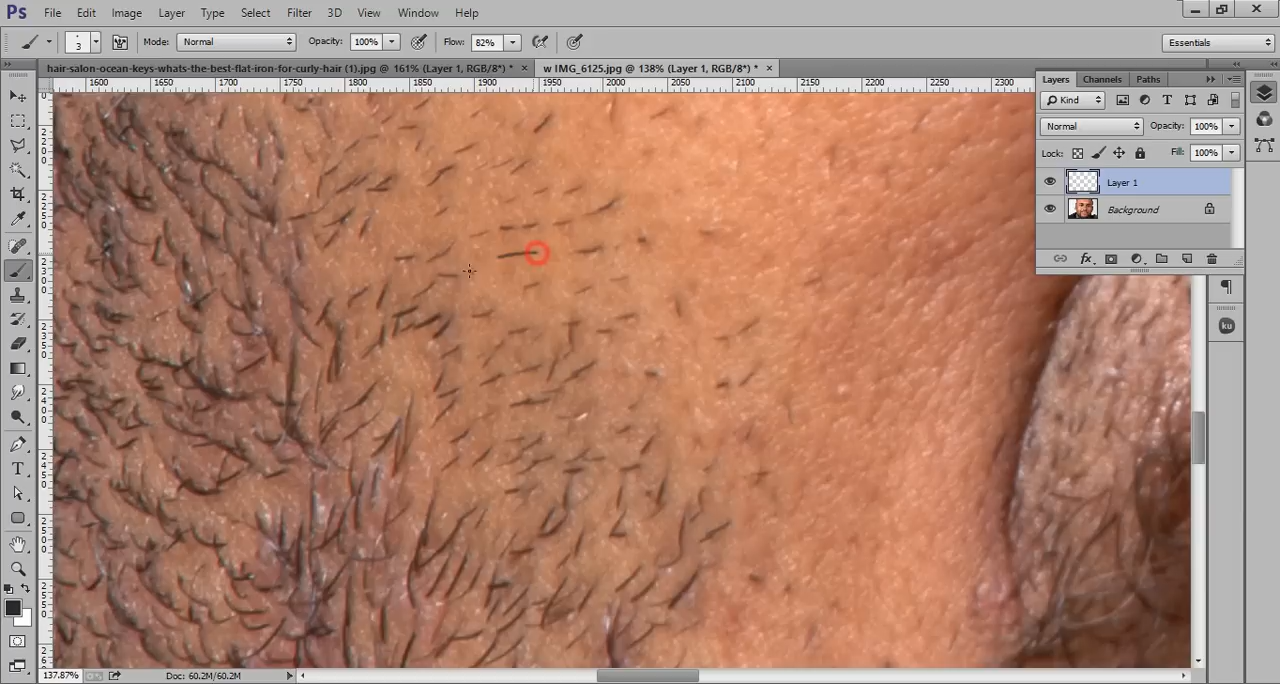 Ps File Edit Image Layer Type Select Filter 3D View Window Help
3 Mode: Normal Opacity: 100% Flow: 82% Essentials
hair-salon-ocean-keys-whats-the-best-flat-iron-for-curly-hair (1).jpg @ 161% (Layer 1, RGB/8*) * × w IMG_6125.jpg @ 138% (Layer 1, RGB/8*) * ×
1600 1650 1700 1750 1800 1850 1900 1950 2000 2050 2100 2150 2200 2250 2300
Layers Channels Paths
Kind
Normal Opacity: 100%
Lock: Fill: 100%
Layer 1
Background
fx
ku
T
137.87% Doc: 60.2M/60.2M